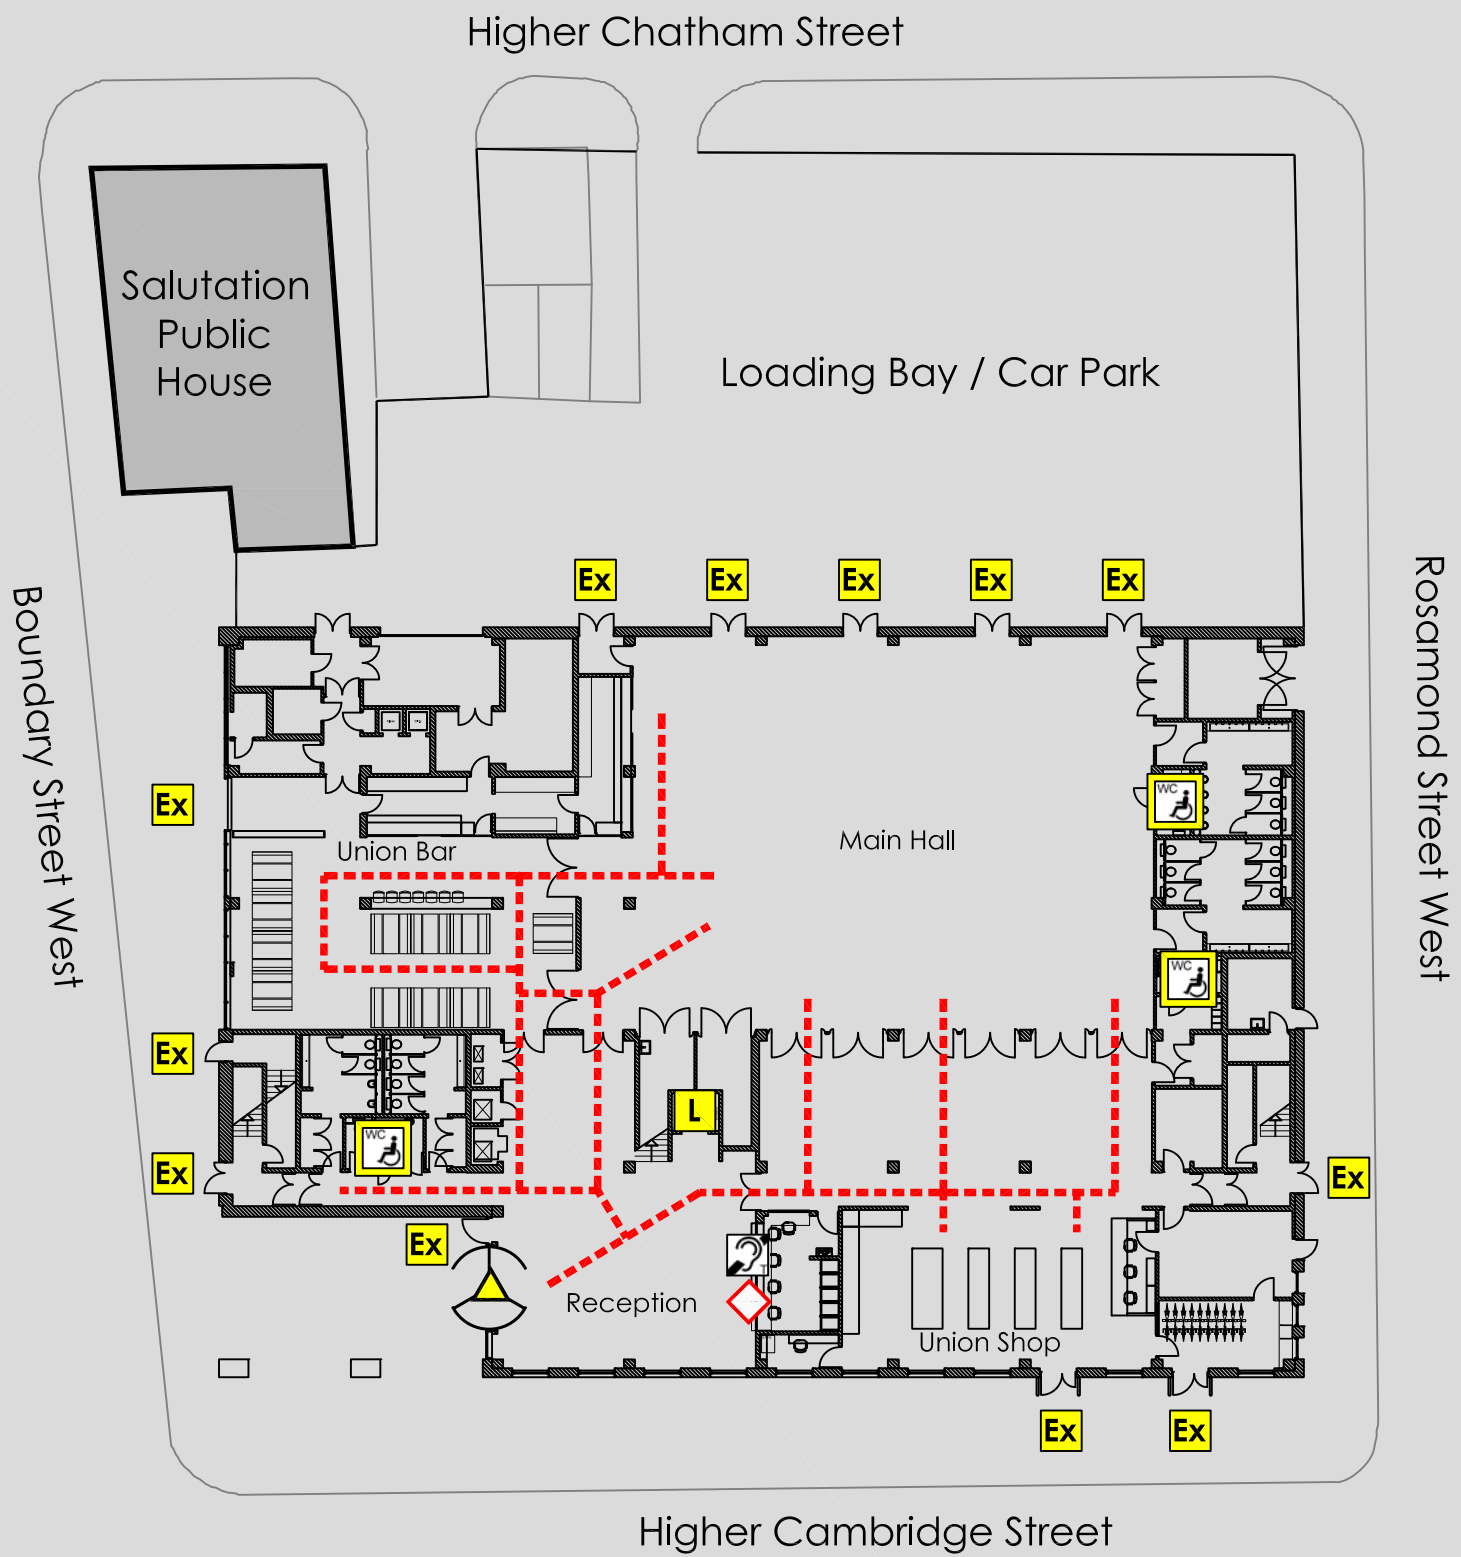 Higher Chatham Street
Salutation
Public
House
Loading Bay / Car Park
Ex
Ex
Ex
Ex
Ex
Boundary Street West
Rosamond Street West
Ex
WC
Main Hall
Union Bar
WC
Ex
L
WC
Ex
Ex
Ex
T
Reception
Union Shop
Ex
Ex
Higher Cambridge Street